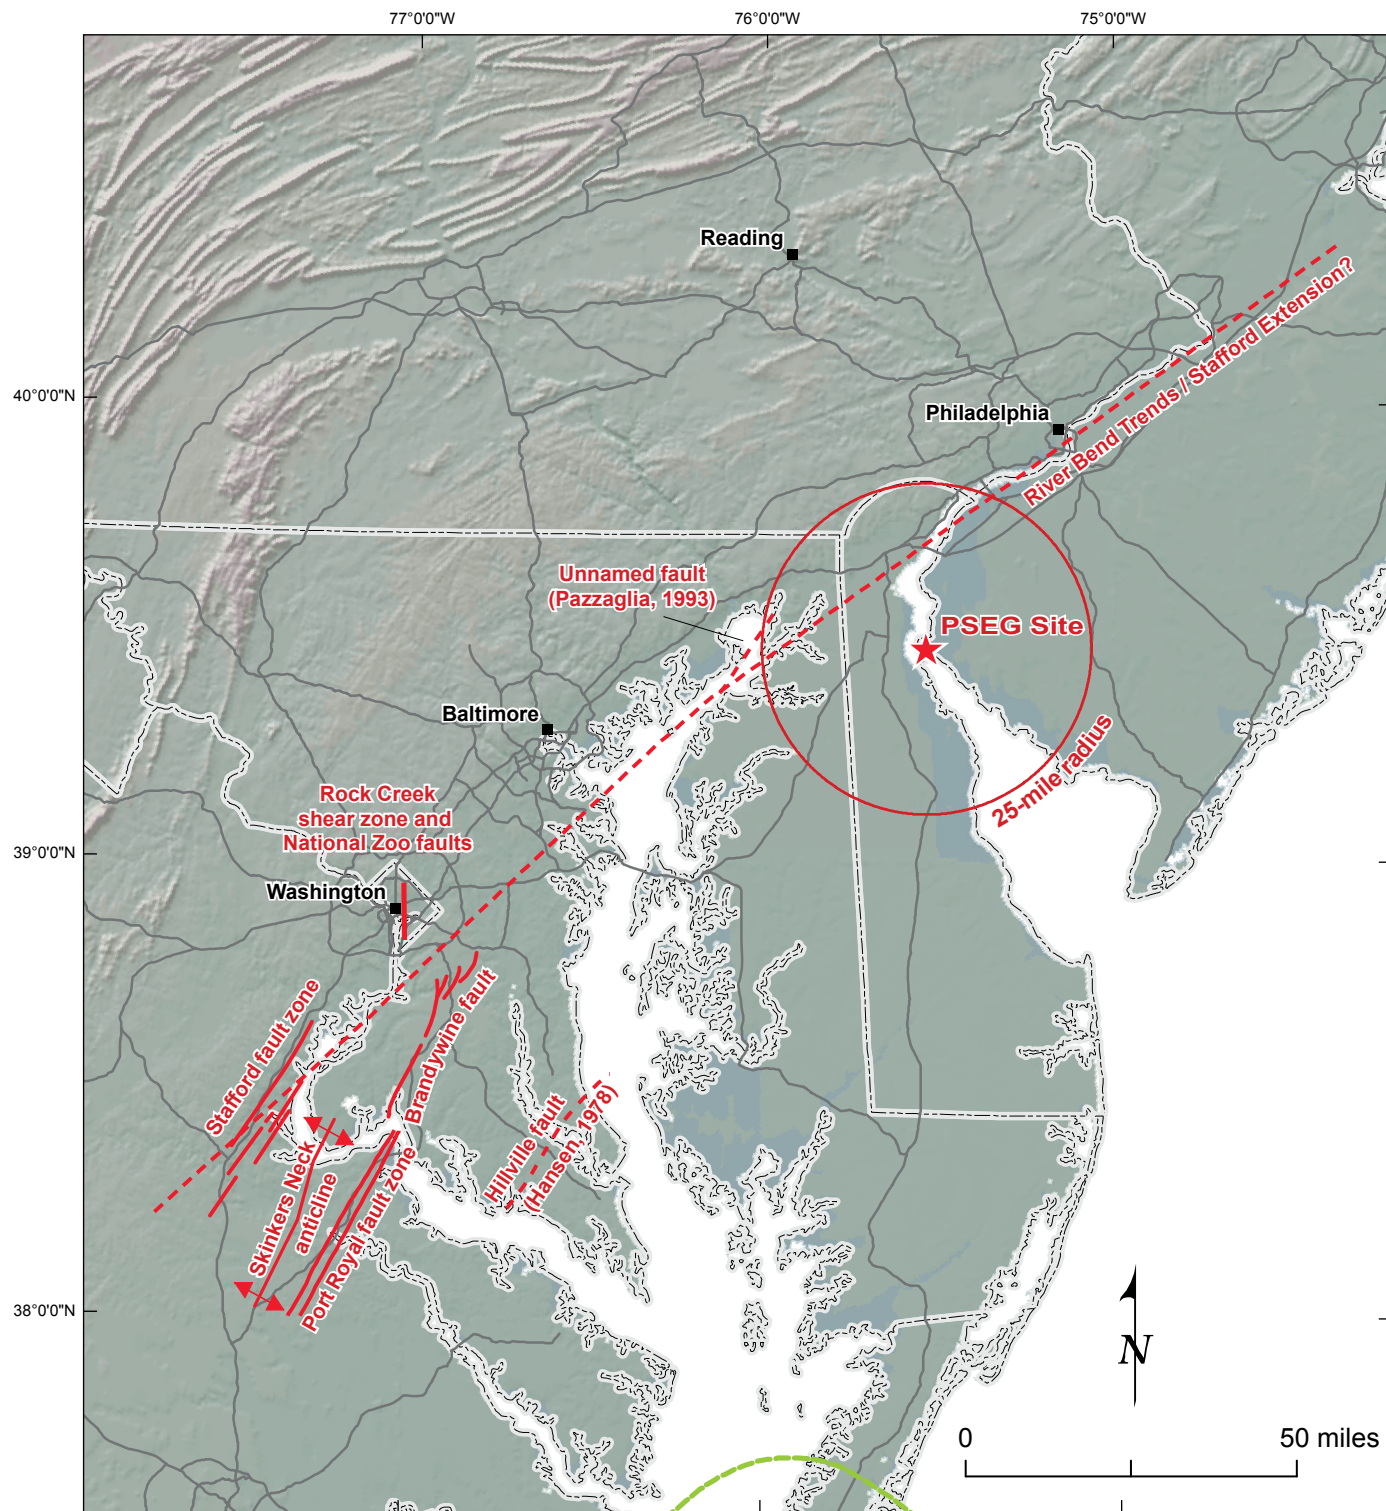 77°0'0"W
76°0'0"W
75°0'0"W
Reading
River Bend Trends / Stafford Extension?
40°0'0"N
Philadelphia
Unnamed fault
(Pazzaglia, 1993)
PSEG Site
Baltimore
25-mile radius
Rock Creek
shear zone and
National Zoo faults
39°0'0"N
Washington
Stafford fault zone
Brandywine fault
Hillville fault
(Hansen, 1978)
Skinkers Neck
anticline
Port Royal fault zone
38°0'0"N
N
0
50 miles